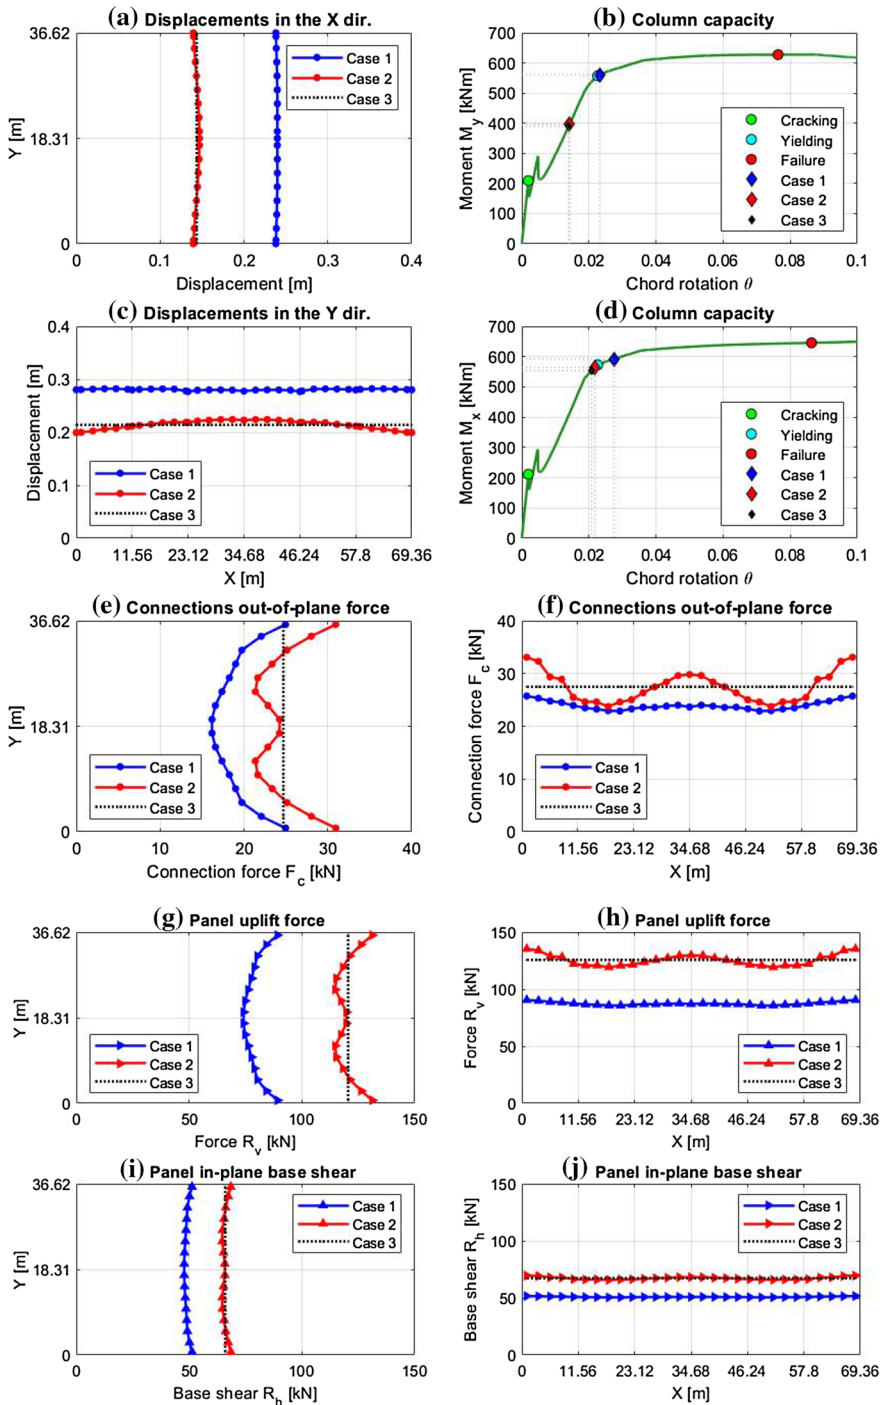 (a) Displacements in the X dir.
36.62
18.31
0
Y [m]
Case 1
Case 2
Case 3
0 0.1 0.2 0.3 0.4
Displacement [m]
(b) Column capacity
700
600
500
400
300
200
100
0
Moment M_y [kNm]
Cracking
Yielding
Failure
Case 1
Case 2
Case 3
0 0.02 0.04 0.06 0.08 0.1
Chord rotation θ
(c) Displacements in the Y dir.
0.4
0.3
0.2
0.1
0
Displacement [m]
Case 1
Case 2
Case 3
0 11.56 23.12 34.68 46.24 57.8 69.36
X [m]
(d) Column capacity
700
600
500
400
300
200
100
0
Moment M_x [kNm]
Cracking
Yielding
Failure
Case 1
Case 2
Case 3
0 0.02 0.04 0.06 0.08 0.1
Chord rotation θ
(e) Connections out-of-plane force
36.62
18.31
0
Y [m]
Case 1
Case 2
Case 3
0 10 20 30 40
Connection force F_c [kN]
(f) Connections out-of-plane force
40
30
20
10
0
Connection force F_c [kN]
Case 1
Case 2
Case 3
0 11.56 23.12 34.68 46.24 57.8 69.36
X [m]
(g) Panel uplift force
36.62
18.31
0
Y [m]
Case 1
Case 2
Case 3
0 50 100 150
Force R_v [kN]
(h) Panel uplift force
150
100
50
0
Force R_v [kN]
Case 1
Case 2
Case 3
0 11.56 23.12 34.68 46.24 57.8 69.36
X [m]
(i) Panel in-plane base shear
36.62
18.31
0
Y [m]
Case 1
Case 2
Case 3
0 50 100 150
Base shear R_h [kN]
(j) Panel in-plane base shear
150
100
50
0
Base shear R_h [kN]
Case 1
Case 2
Case 3
0 11.56 23.12 34.68 46.24 57.8 69.36
X [m]